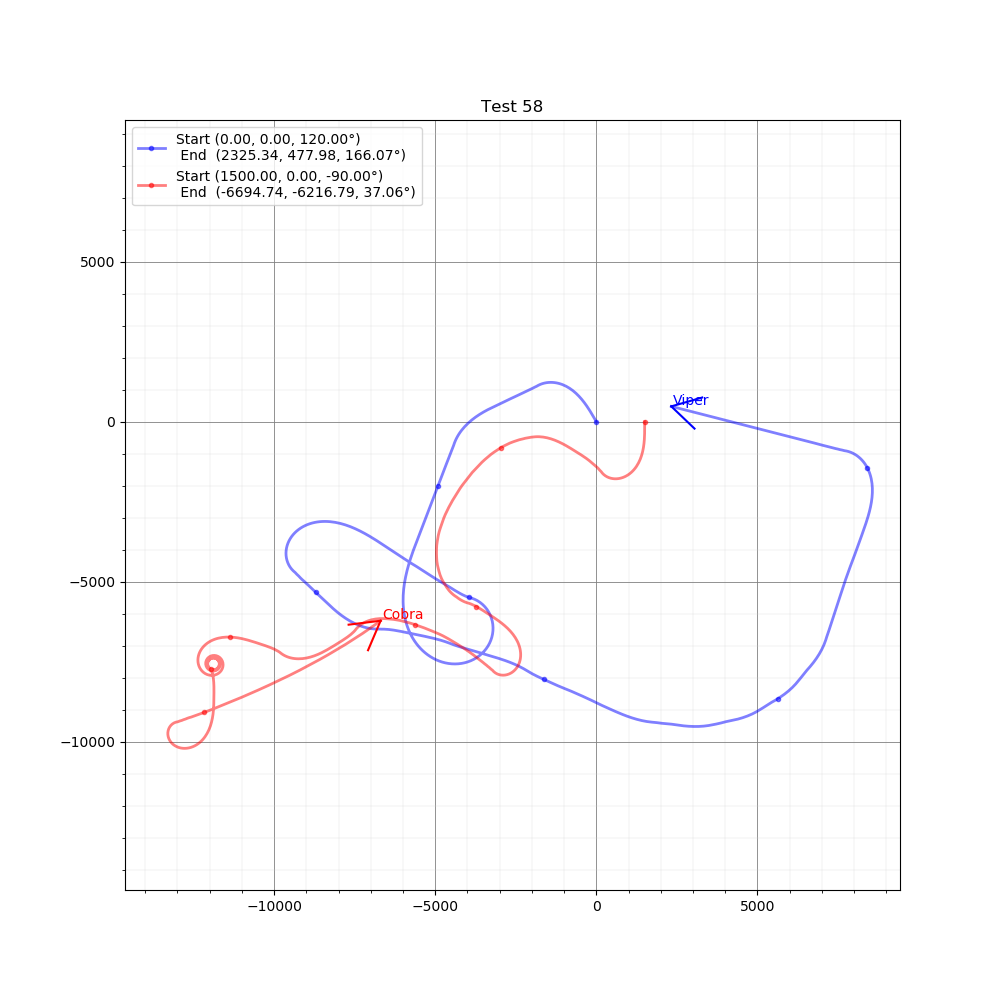 Test 58
Start (0.00, 0.00, 120.00°)
End (2325.34, 477.98, 166.07°)
Start (1500.00, 0.00, -90.00°)
End (-6694.74, -6216.79, 37.06°)
5000
0
−5000
−10000
Viper
Cobra
−10000
−5000
0
5000